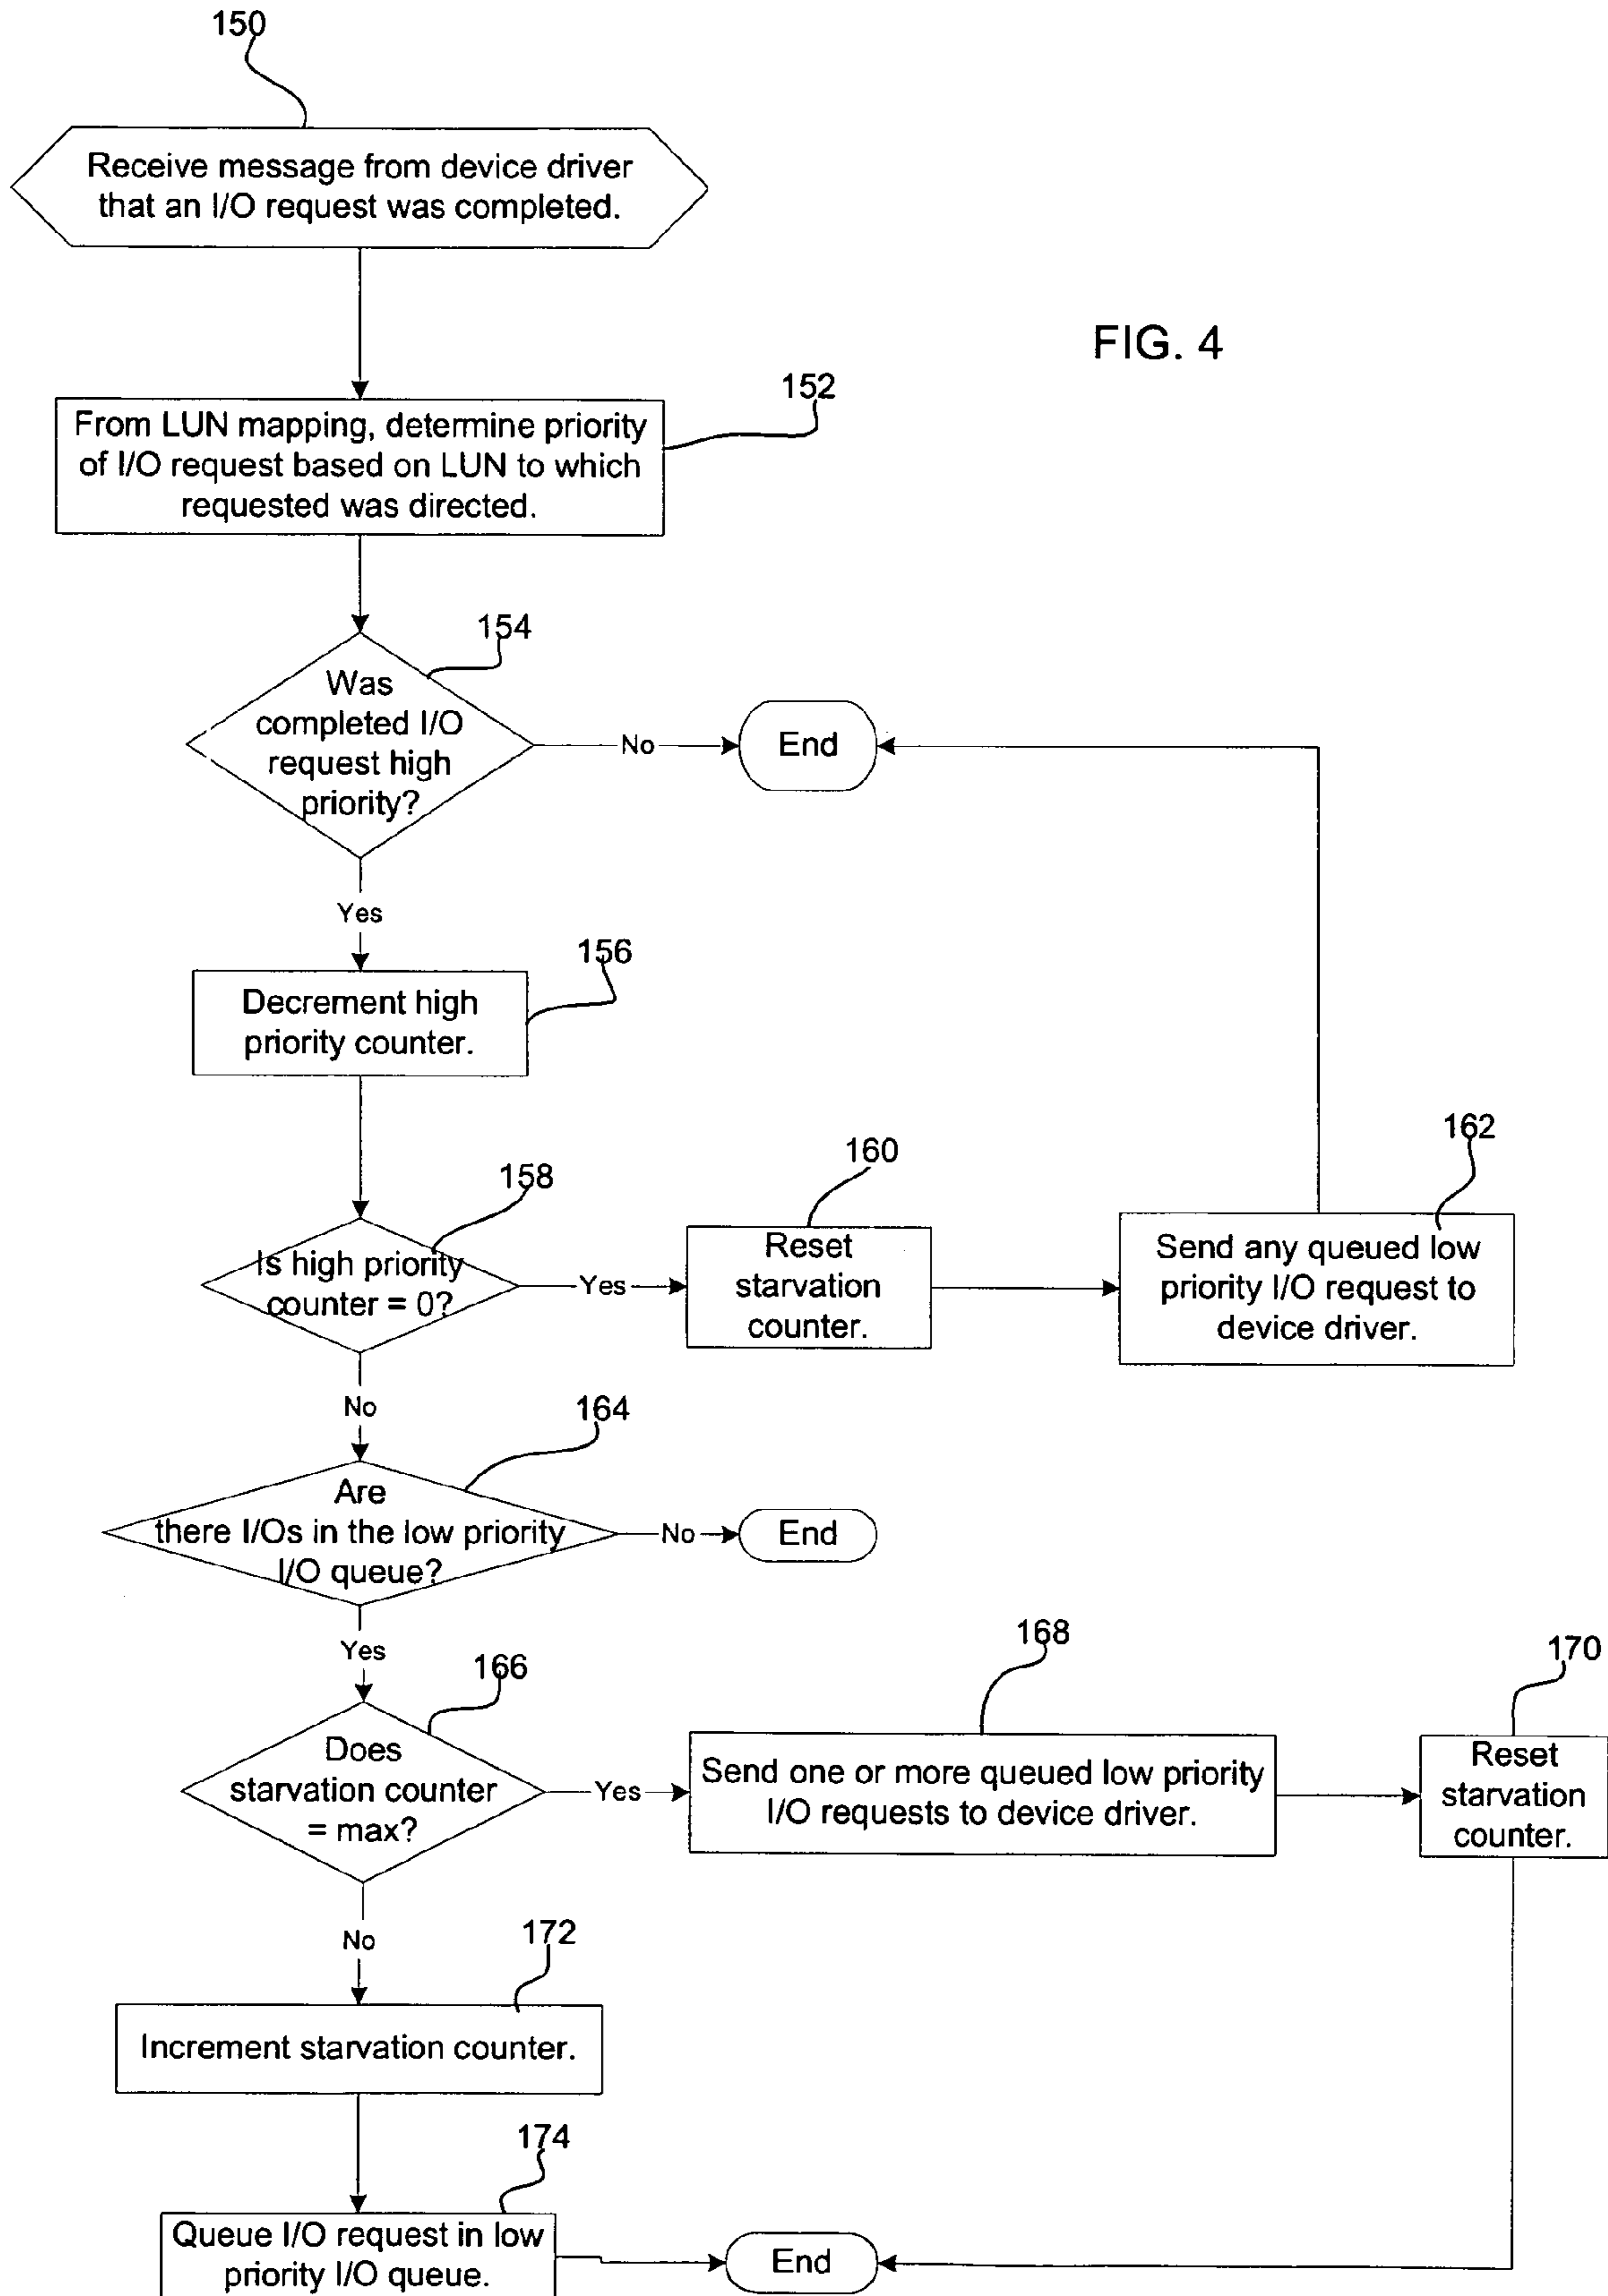 150
Receive message from device driver
that an I/O request was completed.
FIG. 4
152
From LUN mapping, determine priority
of I/O request based on LUN to which
requested was directed.
154
Was
completed I/O
request high
priority?
No
End
Yes
156
Decrement high
priority counter.
158
Is high priority
counter = 0?
Yes
160
Reset
starvation
counter.
162
Send any queued low
priority I/O request to
device driver.
No
164
Are
there I/Os in the low priority
I/O queue?
No
End
Yes
166
Does
starvation counter
= max?
Yes
168
Send one or more queued low priority
I/O requests to device driver.
170
Reset
starvation
counter.
No
172
Increment starvation counter.
174
Queue I/O request in low
priority I/O queue.
End